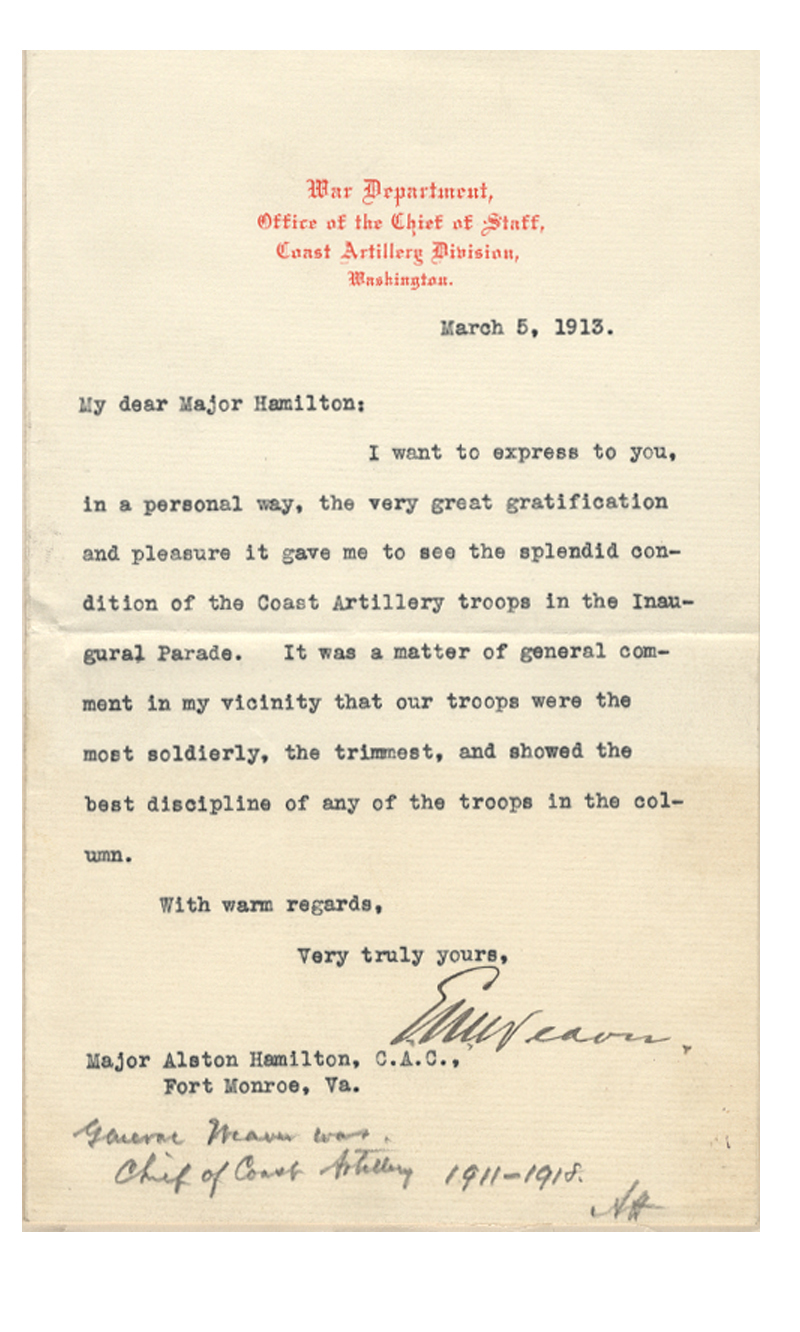 War Department,
Office of the Chief of Staff,
Coast Artillery Division,
Washington.
March 5, 1913.
My dear Major Hamilton:
I want to express to you,
in a personal way, the very great gratification
and pleasure it gave me to see the splendid con-
dition of the Coast Artillery troops in the Inau-
gural Parade. It was a matter of general com-
ment in my vicinity that our troops were the
most soldierly, the trimmest, and showed the
best discipline of any of the troops in the col-
umn.
With warm regards,
Very truly yours,
E.M. Weaver.
Major Alston Hamilton, C.A.C.,
Fort Monroe, Va.
General Weaver was
Chief of Coast Artillery 1911-1918.
AH